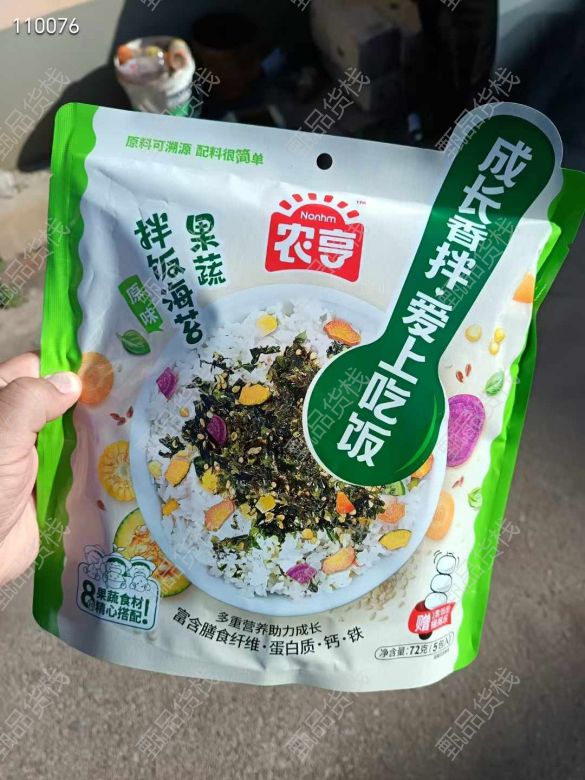 110076
原料可溯源 配料很简单
Nonhm
农亨
TM
果蔬
拌饭海苔
原味
成长香拌·爱上吃饭
8种果蔬食材
精心搭配!
多重营养助力成长
富含膳食纤维·蛋白质·钙·铁
赠
净含量:72克(5包入)
甄品货栈